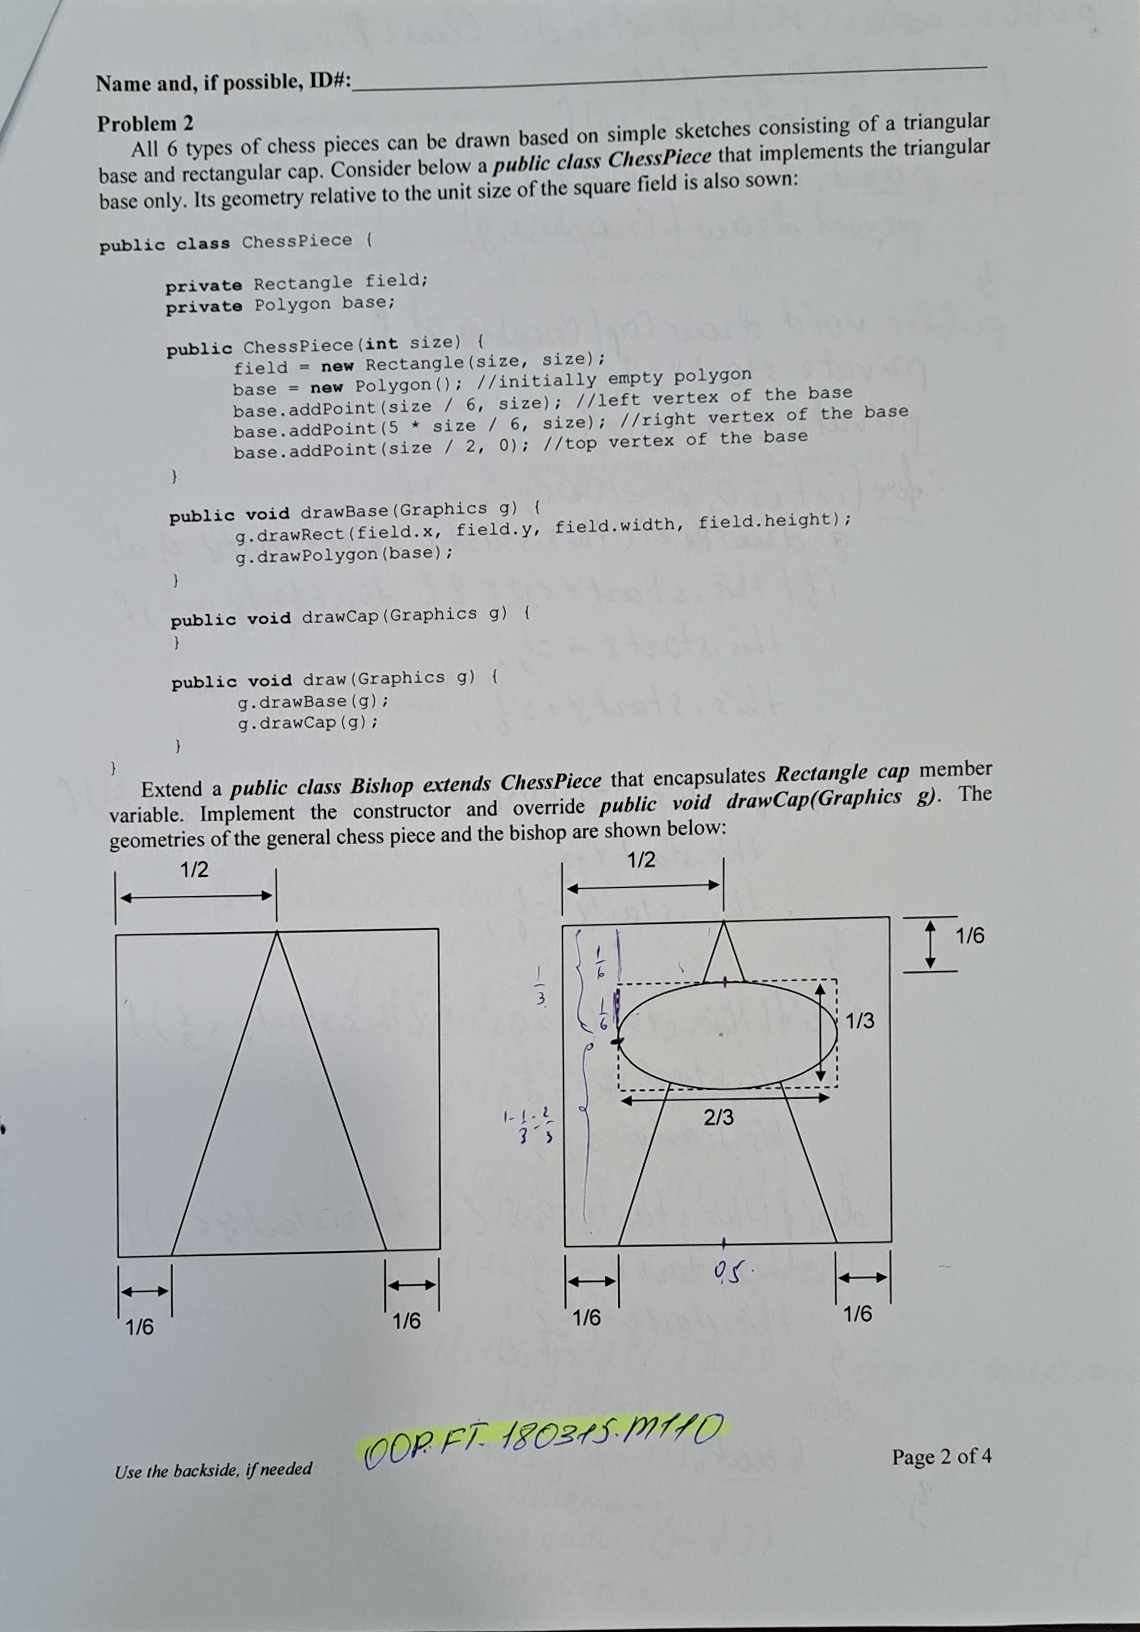 Name and, if possible, ID#:
Problem 2
All 6 types of chess pieces can be drawn based on simple sketches consisting of a triangular
base and rectangular cap. Consider below a public class ChessPiece that implements the triangular
base only. Its geometry relative to the unit size of the square field is also sown:
public class ChessPiece {
private Rectangle field;
private Polygon base;
public ChessPiece(int size) {
field = new Rectangle(size, size);
base = new Polygon(); //initially empty polygon
base.addPoint(size / 6, size); //left vertex of the base
base.addPoint(5 * size / 6, size); //right vertex of the base
base.addPoint(size / 2, 0); //top vertex of the base
}
public void drawBase(Graphics g) {
g.drawRect(field.x, field.y, field.width, field.height);
g.drawPolygon(base);
}
public void drawCap(Graphics g) {
}
public void draw(Graphics g) {
g.drawBase(g);
g.drawCap(g);
}
}
Extend a public class Bishop extends ChessPiece that encapsulates Rectangle cap member
variable. Implement the constructor and override public void drawCap(Graphics g). The
geometries of the general chess piece and the bishop are shown below:
1/2
1/2
1/6
1/6
1/3
1/6
1/3
1-1/3=2/3
2/3
0.5
1/6
1/6
1/6
1/6
OOP.FT.180315.M110
Use the backside, if needed
Page 2 of 4